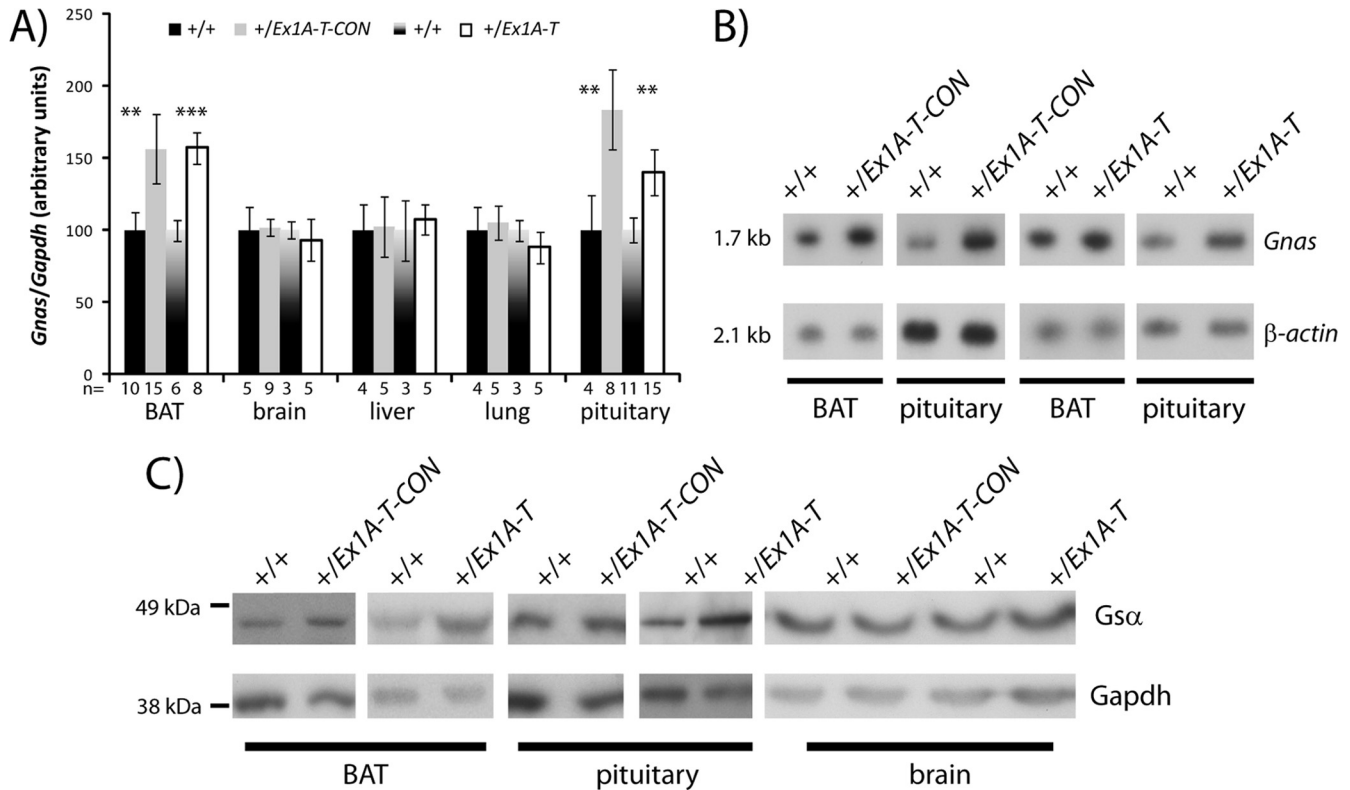 A)
250
200
150
100
50
0
Gnas/Gapdh (arbitrary units)
+/+ +/Ex1A-T-CON +/+ +/Ex1A-T
** *** ** **
n= 10 15 6 8 5 9 3 5 4 5 3 5 4 5 3 5 4 8 11 15
BAT brain liver lung pituitary
B)
+/+ +/Ex1A-T-CON +/+ +/Ex1A-T-CON +/+ +/Ex1A-T +/+ +/Ex1A-T
1.7 kb Gnas
2.1 kb β-actin
BAT pituitary BAT pituitary
C)
+/+ +/Ex1A-T-CON +/+ +/Ex1A-T +/+ +/Ex1A-T-CON +/+ +/Ex1A-T +/+ +/Ex1A-T-CON +/+ +/Ex1A-T
49 kDa Gsα
38 kDa Gapdh
BAT pituitary brain